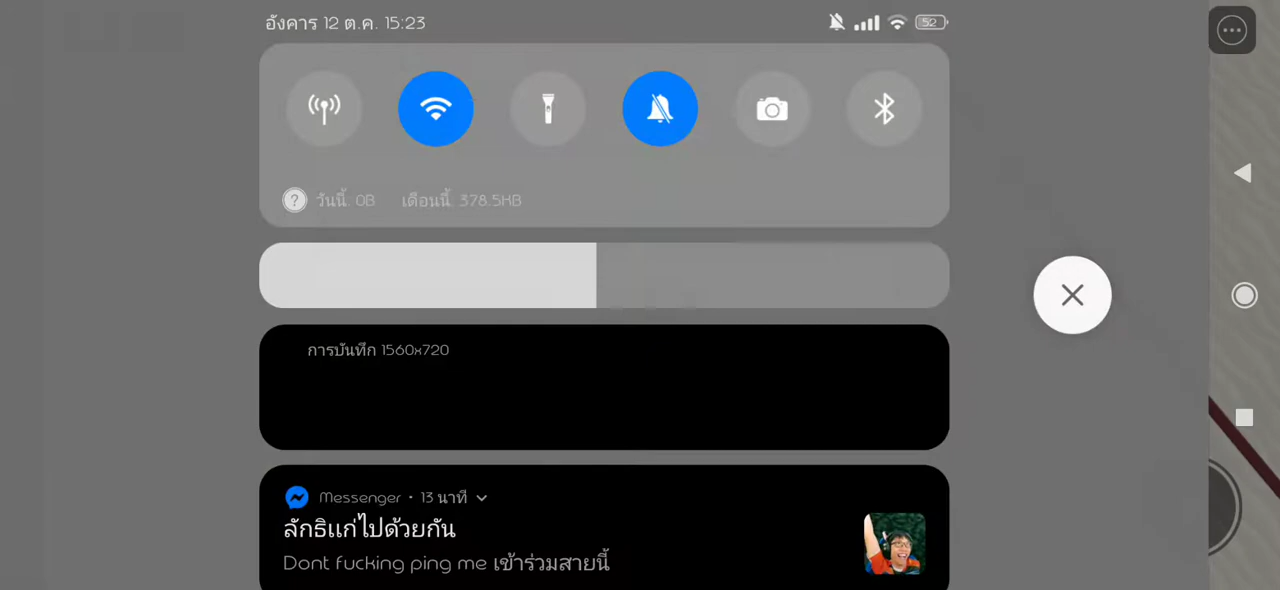 อังคาร 12 ต.ค. 15:23
52
วันนี้. 0B เดือนนี้. 378.5KB
การบันทึก 1560x720
Messenger • 13 นาที
ลัทธิแก่ไปด้วยกัน
Dont fucking ping me เข้าร่วมสายนี้